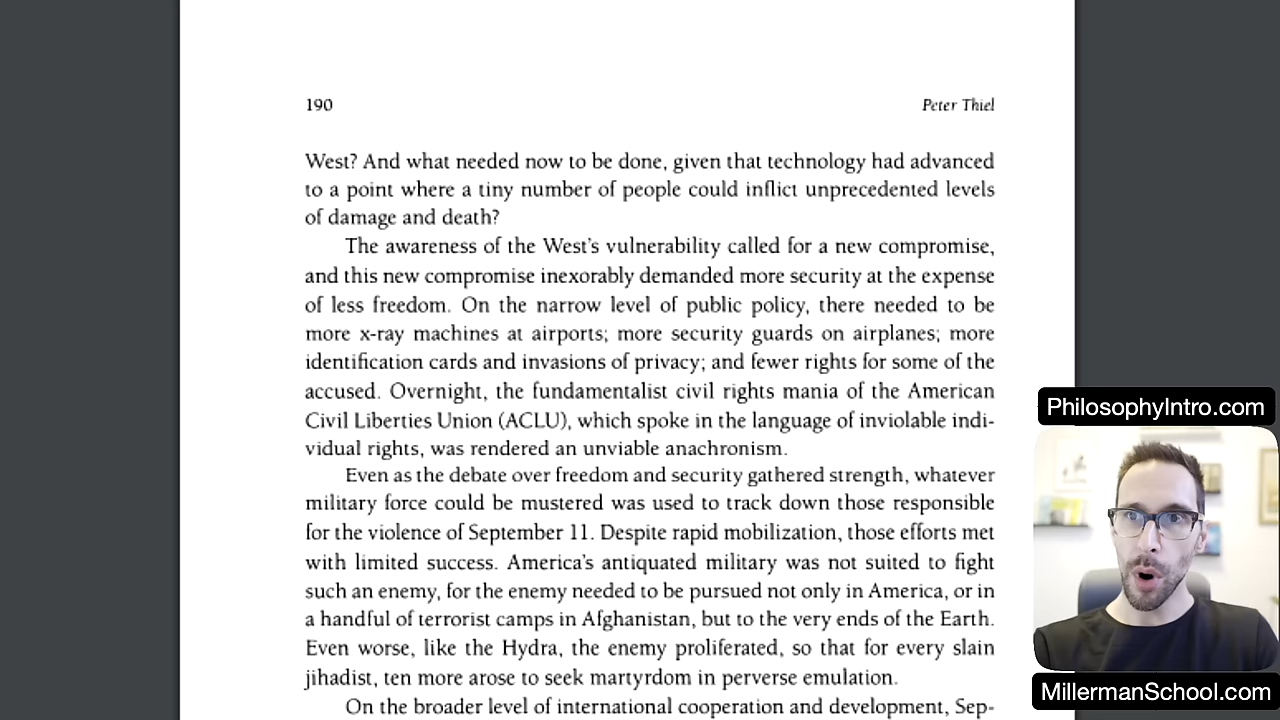 190
Peter Thiel
West? And what needed now to be done, given that technology had advanced
to a point where a tiny number of people could inflict unprecedented levels
of damage and death?
The awareness of the West's vulnerability called for a new compromise,
and this new compromise inexorably demanded more security at the expense
of less freedom. On the narrow level of public policy, there needed to be
more x-ray machines at airports; more security guards on airplanes; more
identification cards and invasions of privacy; and fewer rights for some of the
accused. Overnight, the fundamentalist civil rights mania of the American
Civil Liberties Union (ACLU), which spoke in the language of inviolable indi-
vidual rights, was rendered an unviable anachronism.
Even as the debate over freedom and security gathered strength, whatever
military force could be mustered was used to track down those responsible
for the violence of September 11. Despite rapid mobilization, those efforts met
with limited success. America's antiquated military was not suited to fight
such an enemy, for the enemy needed to be pursued not only in America, or in
a handful of terrorist camps in Afghanistan, but to the very ends of the Earth.
Even worse, like the Hydra, the enemy proliferated, so that for every slain
jihadist, ten more arose to seek martyrdom in perverse emulation.
On the broader level of international cooperation and development, Sep-
PhilosophyIntro.com
MillermanSchool.com